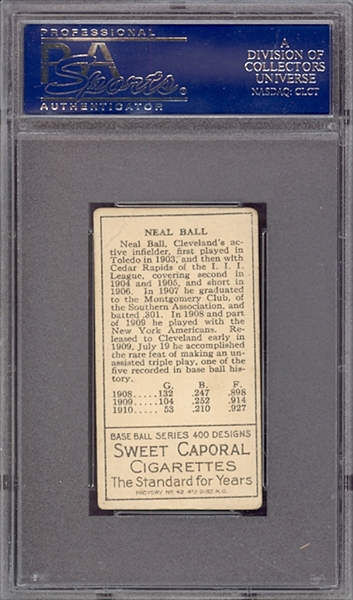 PROFESSIONAL
PSA
Sports
AUTHENTICATOR
A
DIVISION OF
COLLECTORS
UNIVERSE
NASDAQ: CLCT
NEAL BALL
Neal Ball, Cleveland's ac-
tive infielder, first played in
Toledo in 1903, and then with
Cedar Rapids of the I. I. I.
League, covering second in
1904 and 1905, and short in
1906. In 1907 he graduated
to the Montgomery Club, of
the Southern Association, and
batted .301. In 1908 and part
of 1909 he played with the
New York Americans. Re-
leased to Cleveland early in
1909, July 19 he accomplished
the rare feat of making an un-
assisted triple play, one of the
five recorded in base ball his-
tory.
G. B. F.
1908.....132 .247 .898
1909.....104 .252 .914
1910..... 53 .210 .927
BASE BALL SERIES 400 DESIGNS
SWEET CAPORAL
CIGARETTES
The Standard for Years
FACTORY NO. 42 4TH DIST. N.C.